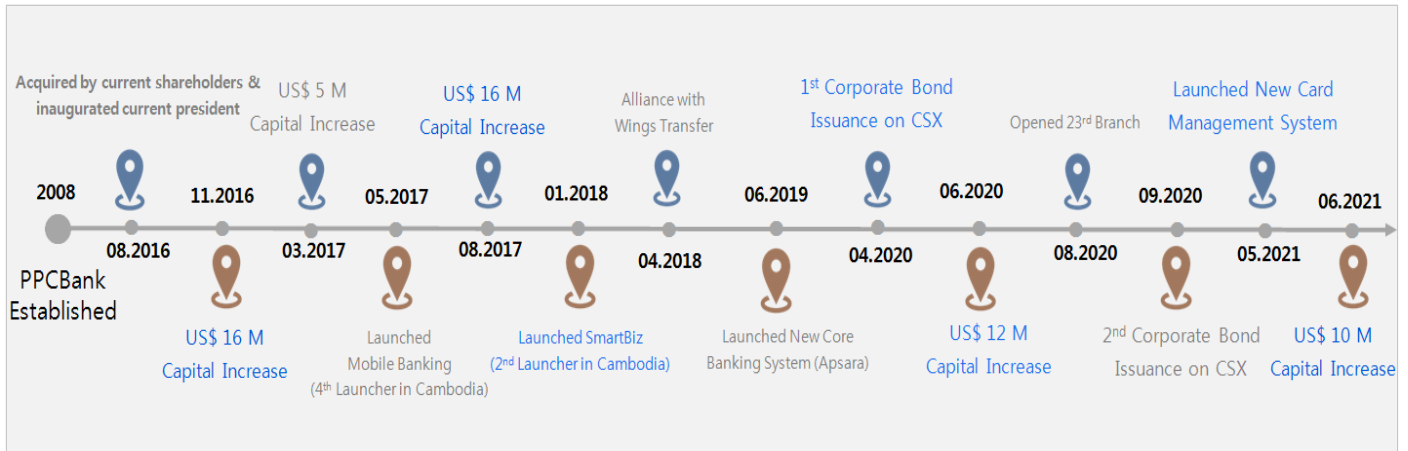 Acquired by current shareholders &
inaugurated current president
US$ 5 M
Capital Increase
US$ 16 M
Capital Increase
Alliance with
Wings Transfer
1st Corporate Bond
Issuance on CSX
Opened 23rd Branch
Launched New Card
Management System
2008
11.2016
05.2017
01.2018
06.2019
06.2020
09.2020
06.2021
08.2016
03.2017
08.2017
04.2018
04.2020
08.2020
05.2021
PPCBank
Established
US$ 16 M
Capital Increase
Launched
Mobile Banking
(4th Launcher in Cambodia)
Launched SmartBiz
(2nd Launcher in Cambodia)
Launched New Core
Banking System (Apsara)
US$ 12 M
Capital Increase
2nd Corporate Bond
Issuance on CSX
US$ 10 M
Capital Increase